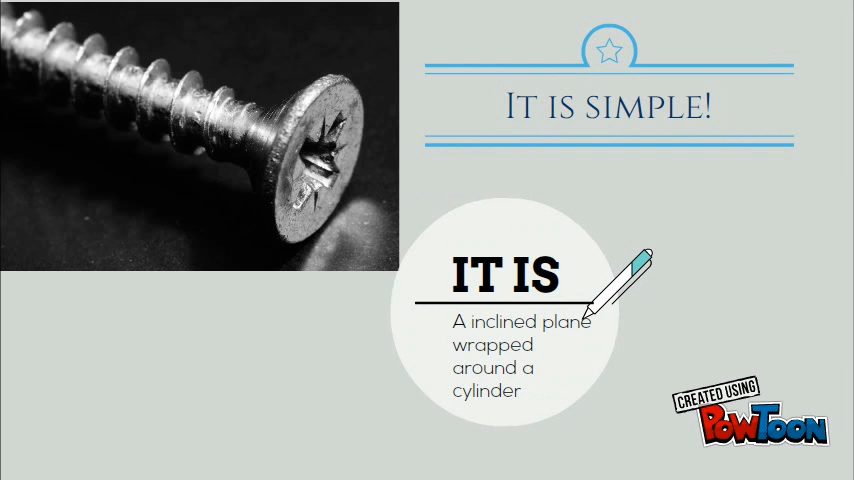 It is simple!
IT IS
A inclined plane
wrapped
around a
cylinder
CREATED USING
POWTOON